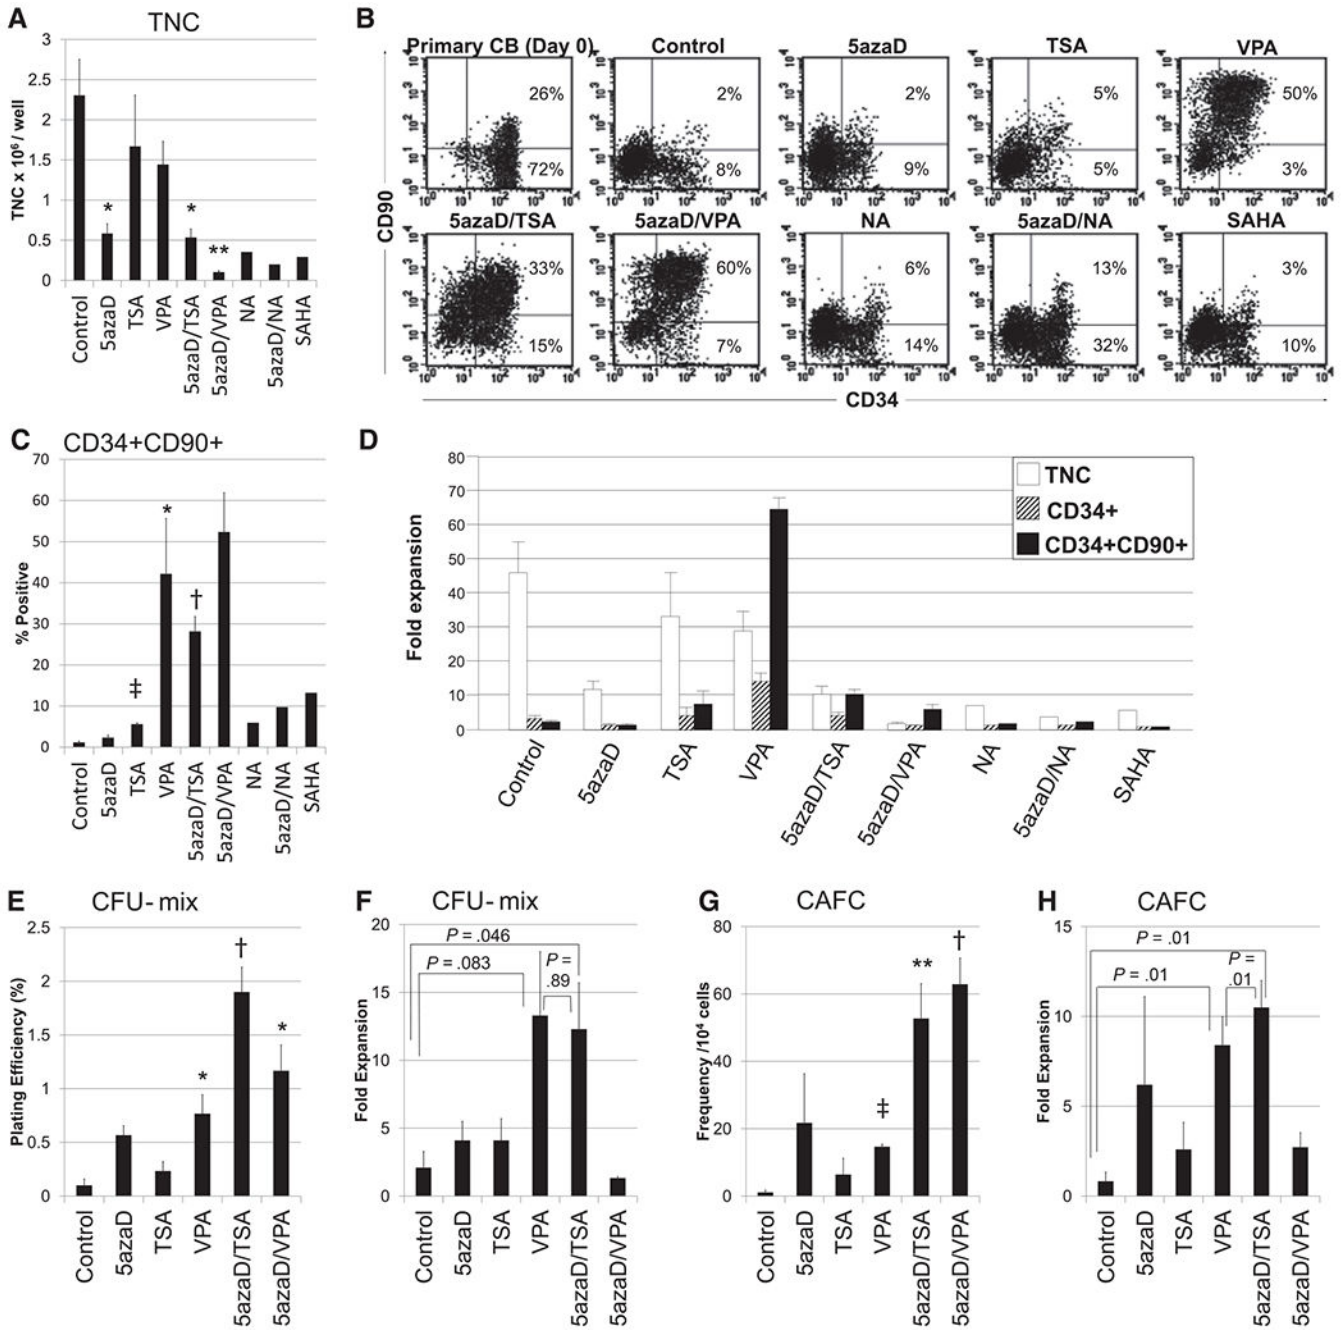 A
TNC
TNC x 10⁶ / well
3
2.5
2
1.5
1
0.5
0
*
*
**
Control
5azaD
TSA
VPA
5azaD/TSA
5azaD/VPA
NA
5azaD/NA
SAHA
B
CD90
Primary CB (Day 0)
26%
72%
Control
2%
8%
5azaD
2%
9%
TSA
5%
5%
VPA
50%
3%
10⁰ 10¹ 10² 10³ 10⁴
5azaD/TSA
33%
15%
5azaD/VPA
60%
7%
NA
6%
14%
5azaD/NA
13%
32%
SAHA
3%
10%
10⁰ 10¹ 10² 10³ 10⁴
CD34
C
CD34+CD90+
% Positive
70
60
50
40
30
20
10
0
‡
*
†
Control
5azaD
TSA
VPA
5azaD/TSA
5azaD/VPA
NA
5azaD/NA
SAHA
D
Fold expansion
80
70
60
50
40
30
20
10
0
TNC
CD34+
CD34+CD90+
Control
5azaD
TSA
VPA
5azaD/TSA
5azaD/VPA
NA
5azaD/NA
SAHA
E
CFU- mix
Plating Efficiency (%)
2.5
2
1.5
1
0.5
0
*
†
*
Control
5azaD
TSA
VPA
5azaD/TSA
5azaD/VPA
F
CFU- mix
Fold Expansion
20
15
10
5
0
P = .046
P = .083
P =
.89
Control
5azaD
TSA
VPA
5azaD/TSA
5azaD/VPA
G
CAFC
Frequency /10⁴ cells
80
60
40
20
0
‡
**
†
Control
5azaD
TSA
VPA
5azaD/TSA
5azaD/VPA
H
CAFC
Fold Expansion
15
10
5
0
P = .01
P = .01
P =
.01
Control
5azaD
TSA
VPA
5azaD/TSA
5azaD/VPA